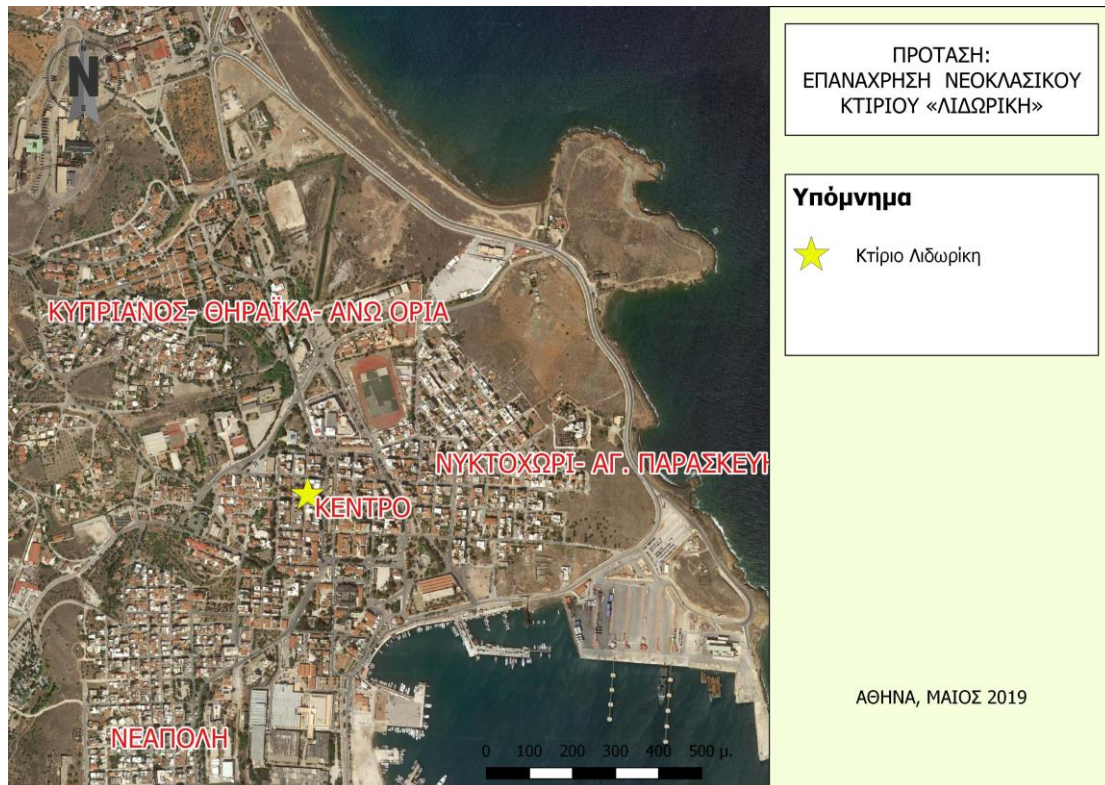 N
S
ΚΥΠΡΙΑΝΟΣ- ΘΗΡΑΪΚΑ- ΑΝΩ ΟΡΙΑ
ΝΥΚΤΟΧΩΡΙ- ΑΓ. ΠΑΡΑΣΚΕΥΗ
ΚΕΝΤΡΟ
ΝΕΑΠΟΛΗ
0 100 200 300 400 500 μ.
ΠΡΟΤΑΣΗ:
ΕΠΑΝΑΧΡΗΣΗ ΝΕΟΚΛΑΣΙΚΟΥ
ΚΤΙΡΙΟΥ «ΛΙΔΩΡΙΚΗ»
Υπόμνημα
Κτίριο Λιδωρίκη
ΑΘΗΝΑ, ΜΑΙΟΣ 2019